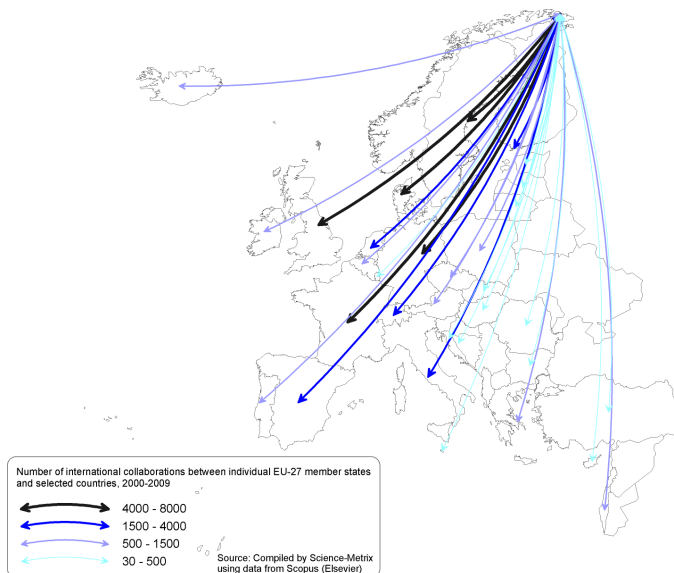 Number of international collaborations between individual EU-27 member states
and selected countries, 2000-2009
4000 - 8000
1500 - 4000
500 - 1500
30 - 500
Source: Compiled by Science-Metrix
using data from Scopus (Elsevier)